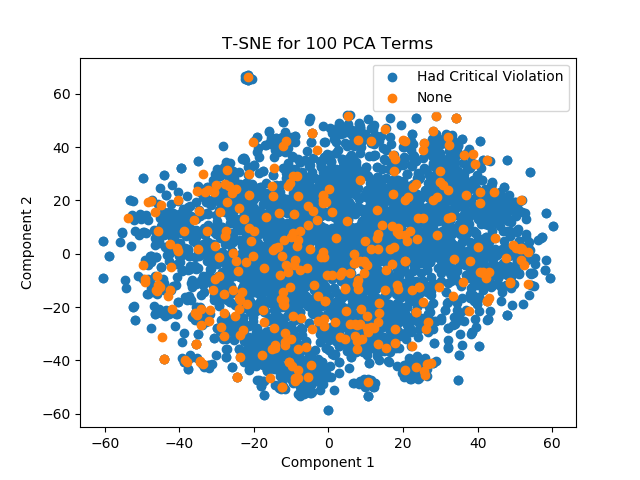 T-SNE for 100 PCA Terms
Had Critical Violation
None
60
40
20
0
−20
−40
−60
Component 2
−60
−40
−20
0
20
40
60
Component 1